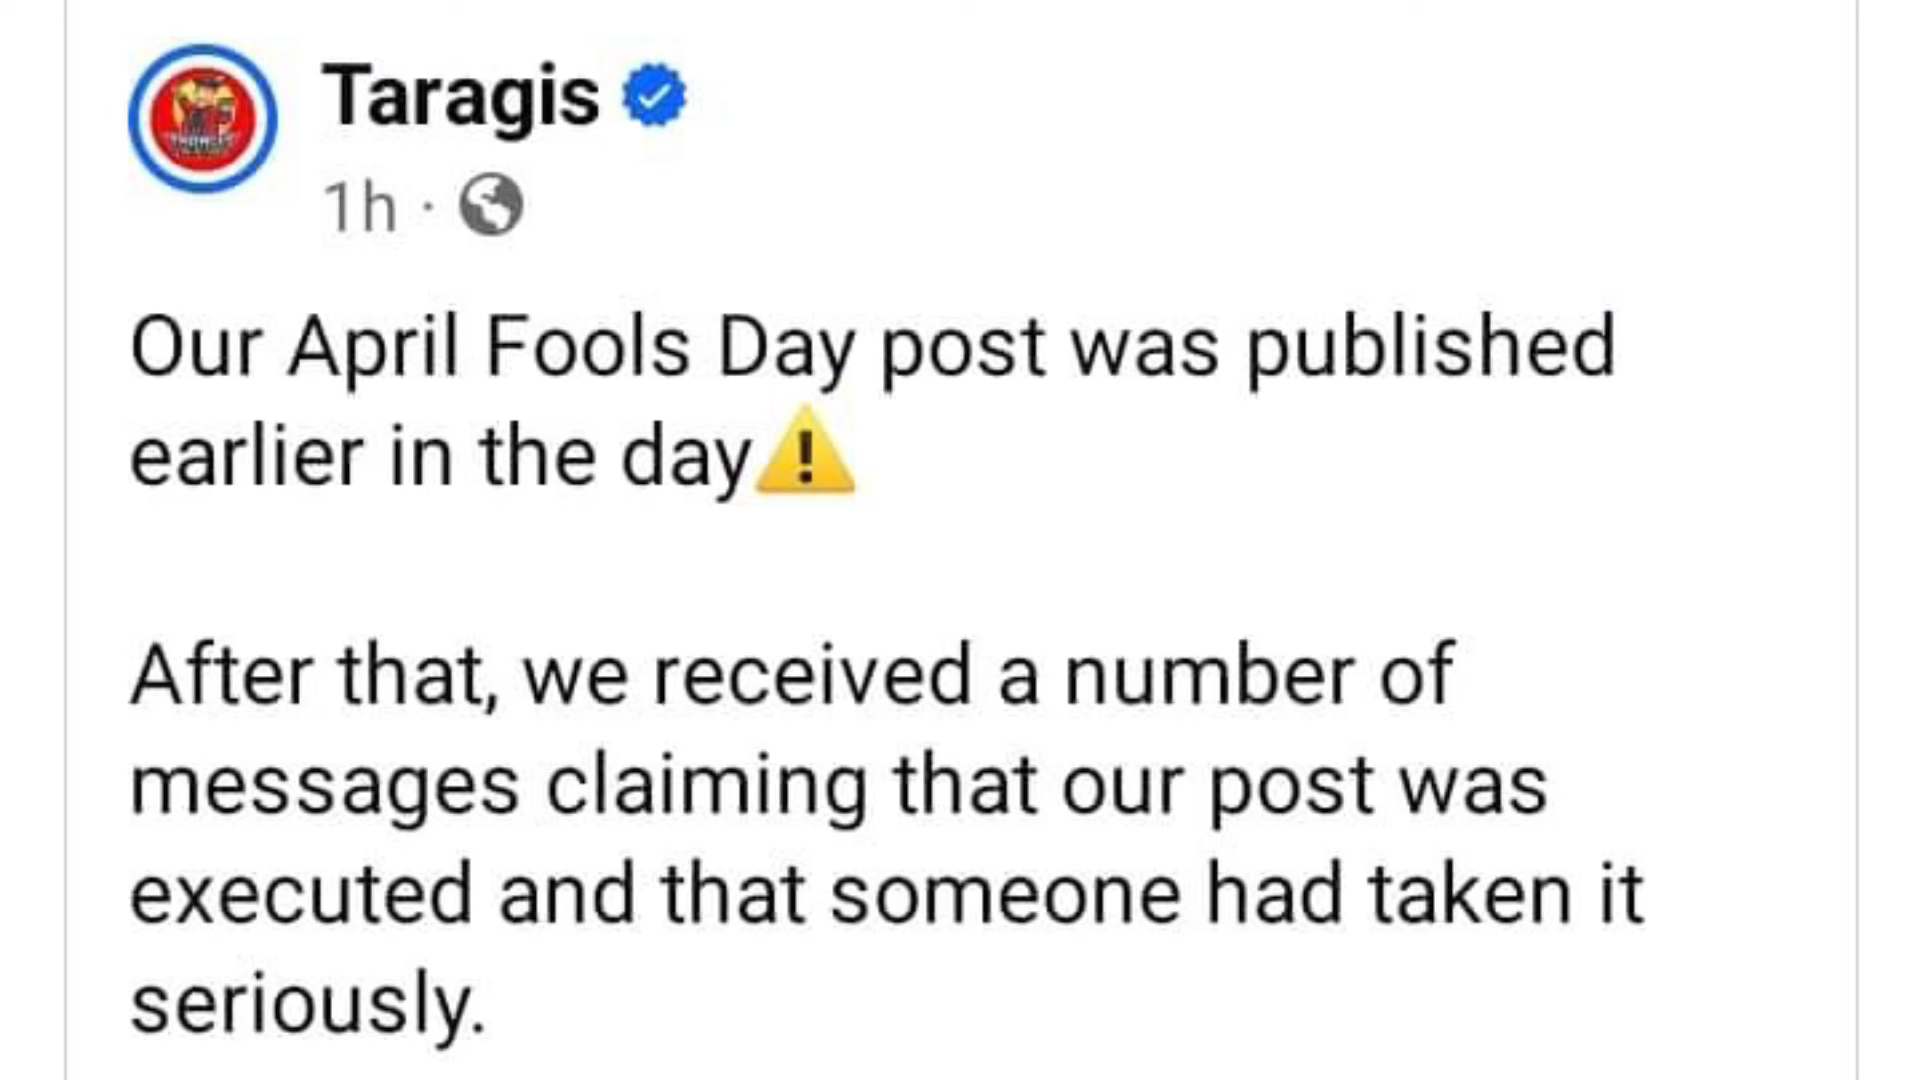 Taragis
1h ·
Our April Fools Day post was published
earlier in the day⚠️
After that, we received a number of
messages claiming that our post was
executed and that someone had taken it
seriously.